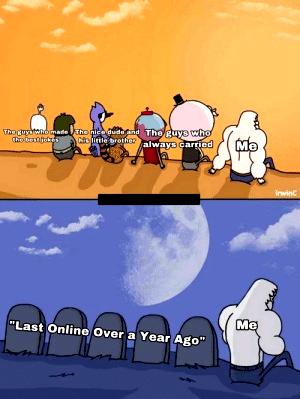 The guys who made
the best jokes
The nice dude and
his little brother
The guys who
always carried
Me
irwinC
"Last Online Over a Year Ago"
Me